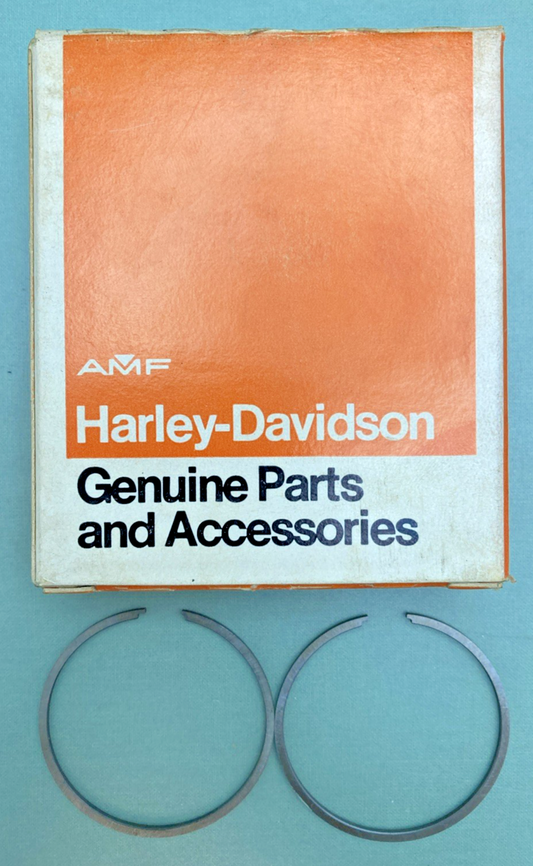 AMF
Harley-Davidson
Genuine Parts
and Accessories